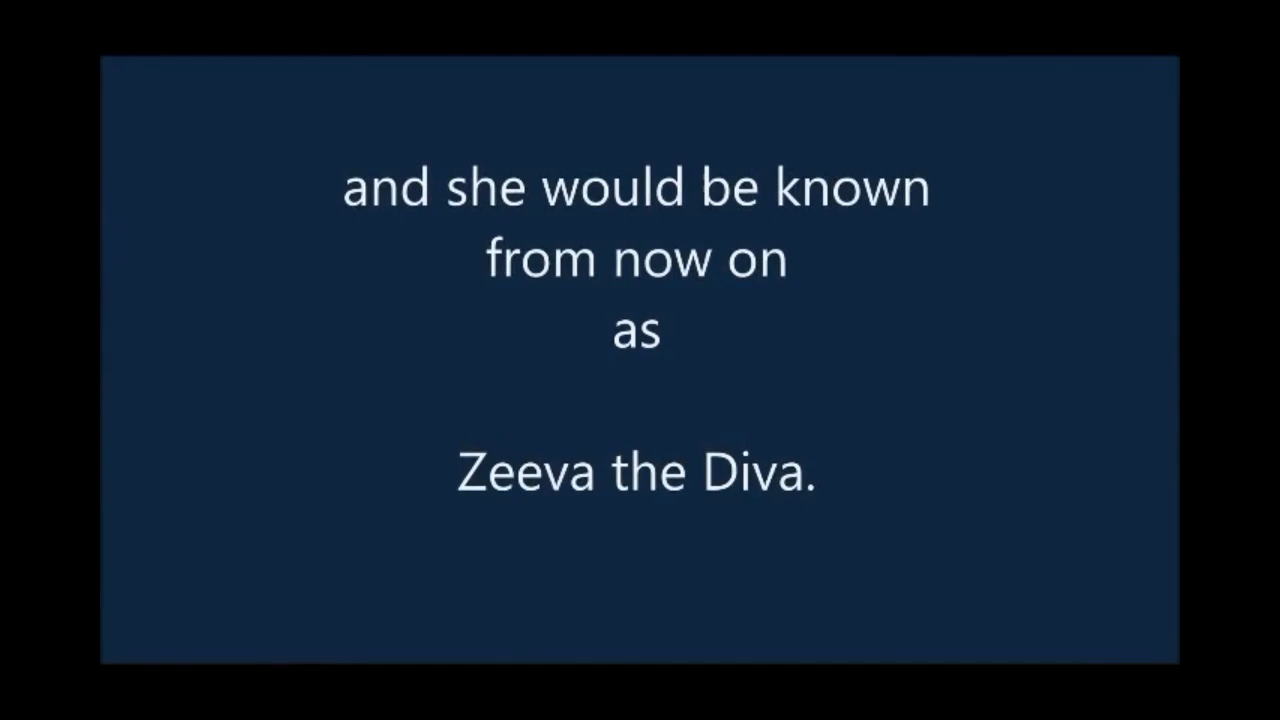 and she would be known
from now on
as
Zeeva the Diva.